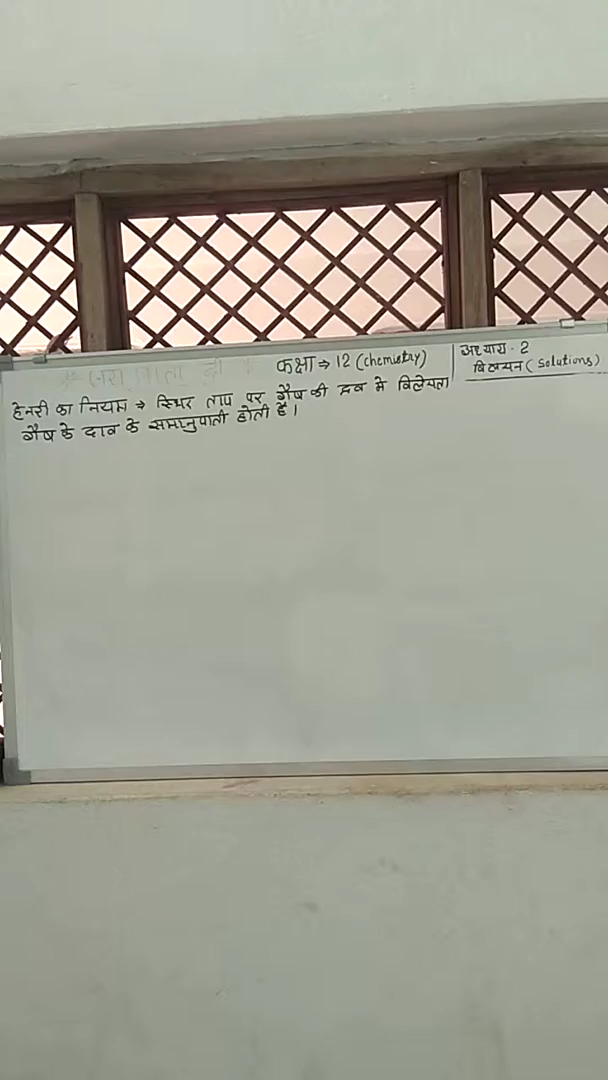 कक्षा → 12 (chemistry)
अध्याय - 2
विलयन ( solutions )
हेनरी का नियम → स्थिर ताप पर गैस की द्रव में विलेयता
गैस के दाब के समानुपाती होती है।